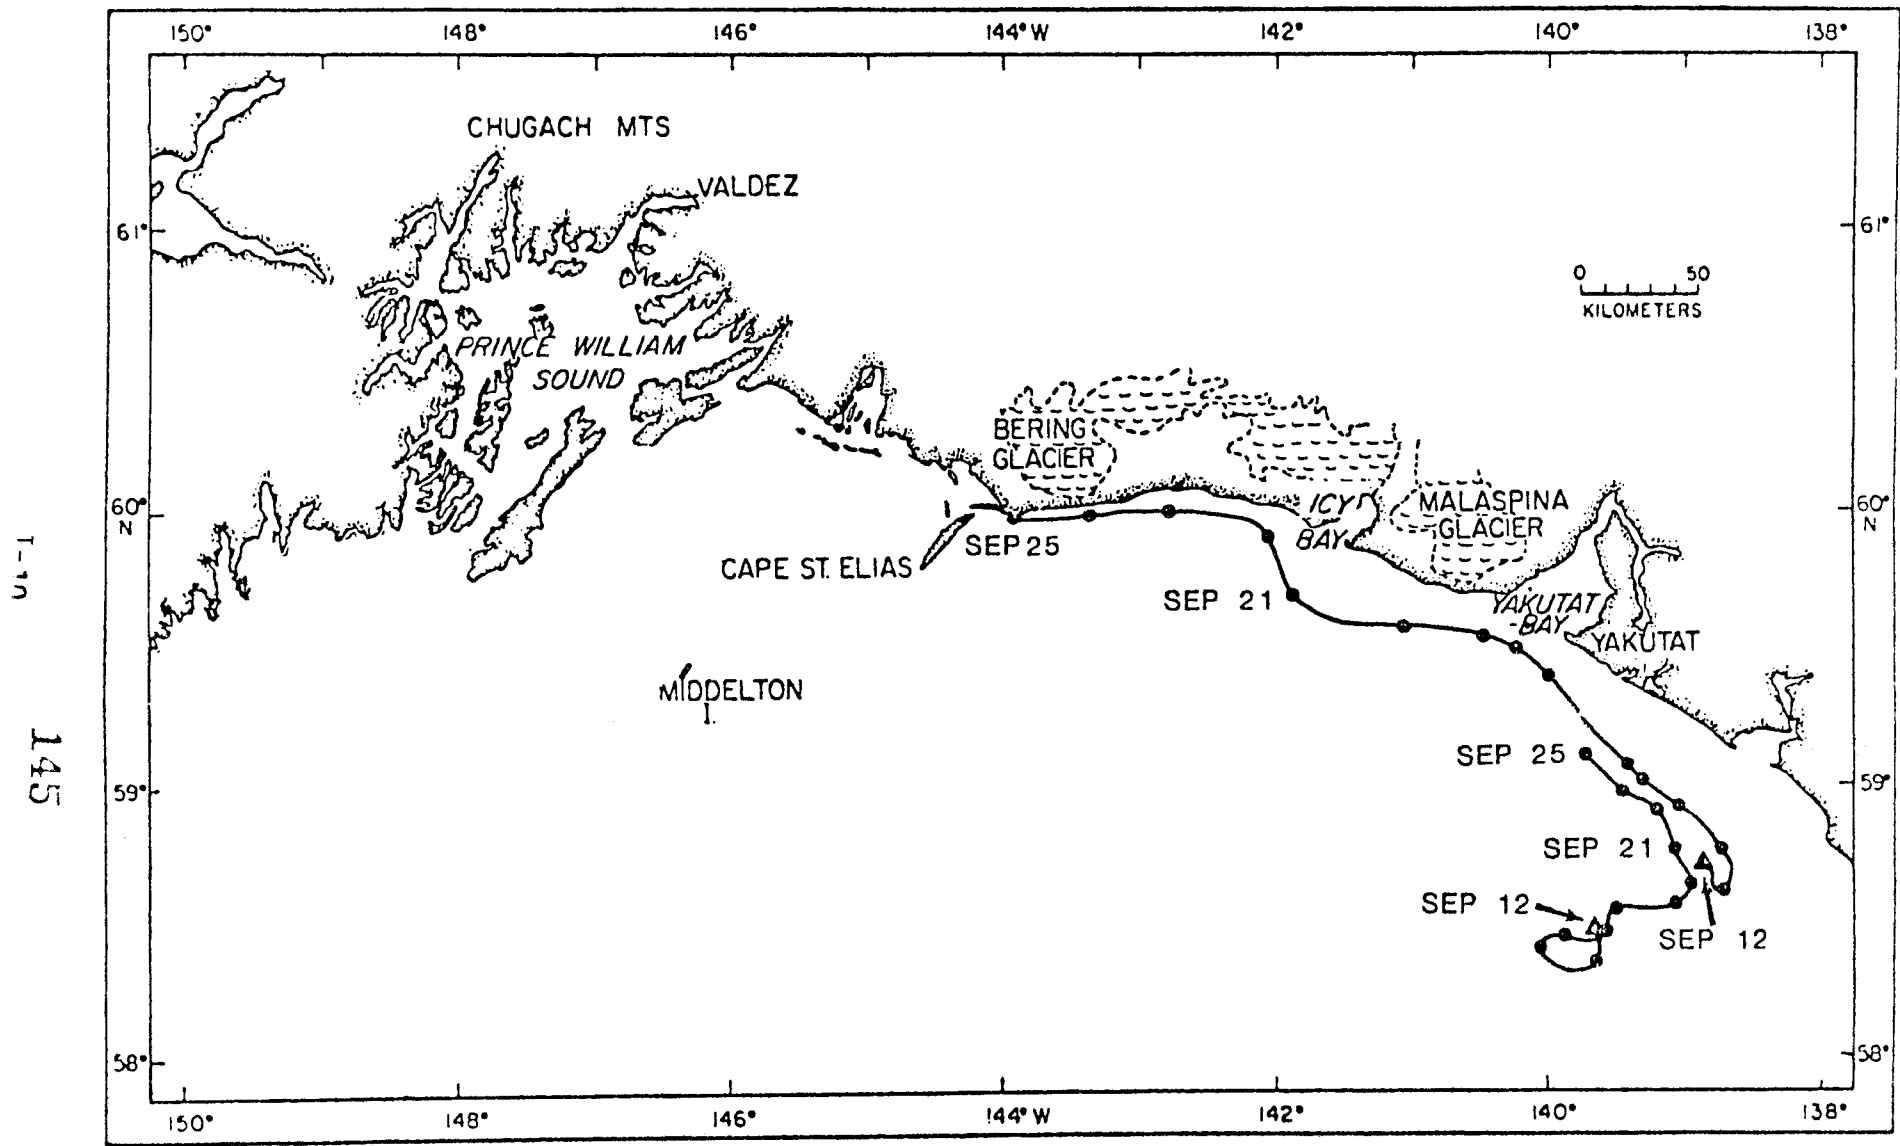 150° 148° 146° 144° W 142° 140° 138°
CHUGACH MTS
VALDEZ
61° 61°
0 50
KILOMETERS
PRINCE WILLIAM
SOUND
BERING
GLACIER
60° 60°
N N
ICY
BAY
MALASPINA
GLACIER
SEP 25
CAPE ST. ELIAS
SEP 21
YAKUTAT
BAY
YAKUTAT
MIDDELTON
I.
SEP 25
59° 59°
SEP 21
SEP 12
SEP 12
58° 58°
150° 148° 146° 144° W 142° 140° 138°
145